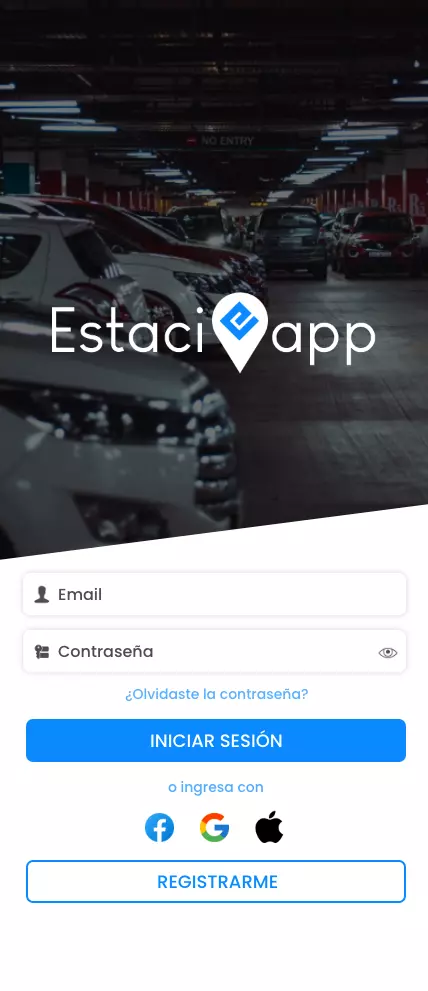 NO ENTRY
Estaci app
Email
Contraseña
¿Olvidaste la contraseña?
INICIAR SESIÓN
o ingresa con
REGISTRARME